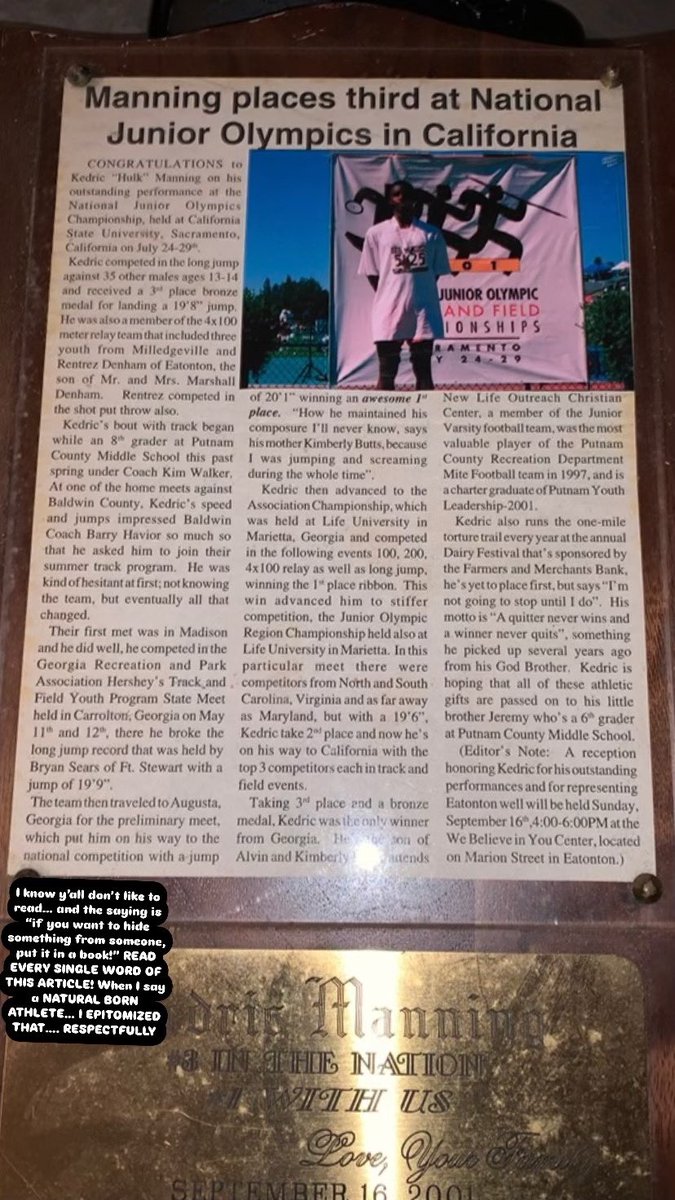 Manning places third at National
Junior Olympics in California
CONGRATULATIONS to
Kedric "Hulk" Manning on his
outstanding performance at the
National Junior Olympics
Championship, held at California
State University, Sacramento,
California on July 24-29th.
Kedric competed in the long jump
against 35 other males ages 13-14
and received a 3rd place bronze
medal for landing a 19'8" jump.
He was also a member of the 4x100
meter relay team that included three
youth from Milledgeville and
Rentrez Denham of Eatonton, the
son of Mr. and Mrs. Marshall
Denham. Rentrez competed in
the shot put throw also.
Kedric's bout with track began
while an 8th grader at Putnam
County Middle School this past
spring under Coach Kim Walker.
At one of the home meets against
Baldwin County, Kedric's speed
and jumps impressed Baldwin
Coach Barry Havior so much so
that he asked him to join their
summer track program. He was
kind of hesitant at first; not knowing
the team, but eventually all that
changed.
Their first met was in Madison
and he did well, he competed in the
Georgia Recreation and Park
Association Hershey's Track and
Field Youth Program State Meet
held in Carrolton, Georgia on May
11th and 12th, there he broke the
long jump record that was held by
Bryan Sears of Ft. Stewart with a
jump of 19'9".
The team then traveled to Augusta,
Georgia for the preliminary meet,
which put him on his way to the
national competition with a jump
01
JUNIOR OLYMPIC
AND FIELD
IONSHIPS
RAMENTO
Y 24-29
of 20'1" winning an awesome 1st
place. "How he maintained his
composure I'll never know, says
his mother Kimberly Butts, because
I was jumping and screaming
during the whole time".
Kedric then advanced to the
Association Championship, which
was held at Life University in
Marietta, Georgia and competed
in the following events 100, 200,
4x100 relay as well as long jump,
winning the 1st place ribbon. This
win advanced him to stiffer
competition, the Junior Olympic
Region Championship held also at
Life University in Marietta. In this
particular meet there were
competitors from North and South
Carolina, Virginia and as far away
as Maryland, but with a 19'6",
Kedric take 2nd place and now he's
on his way to California with the
top 3 competitors each in track and
field events.
Taking 3rd place and a bronze
medal, Kedric was the only winner
from Georgia. He son of
Alvin and Kimberly attends
New Life Outreach Christian
Center, a member of the Junior
Varsity football team, was the most
valuable player of the Putnam
County Recreation Department
Mite Football team in 1997, and is
a charter graduate of Putnam Youth
Leadership-2001.
Kedric also runs the one-mile
torture trail every year at the annual
Dairy Festival that's sponsored by
the Farmers and Merchants Bank,
he's yet to place first, but says "I'm
not going to stop until I do". His
motto is "A quitter never wins and
a winner never quits", something
he picked up several years ago
from his God Brother. Kedric is
hoping that all of these athletic
gifts are passed on to his little
brother Jeremy who's a 6th grader
at Putnam County Middle School.
(Editor's Note: A reception
honoring Kedric for his outstanding
performances and for representing
Eatonton well will be held Sunday,
September 16th,4:00-6:00PM at the
We Believe in You Center, located
on Marion Street in Eatonton.)
I know y'all don't like to
read... and the saying is
"if you want to hide
something from someone,
put it in a book!" READ
EVERY SINGLE WORD OF
THIS ARTICLE! When I say
a NATURAL BORN
ATHLETE... I EPITOMIZED
THAT.... RESPECTFULLY
dric Manning
#3 IN THE NATION
#1 WITH US
Love, Your
SEPTEMBER 16, 2001